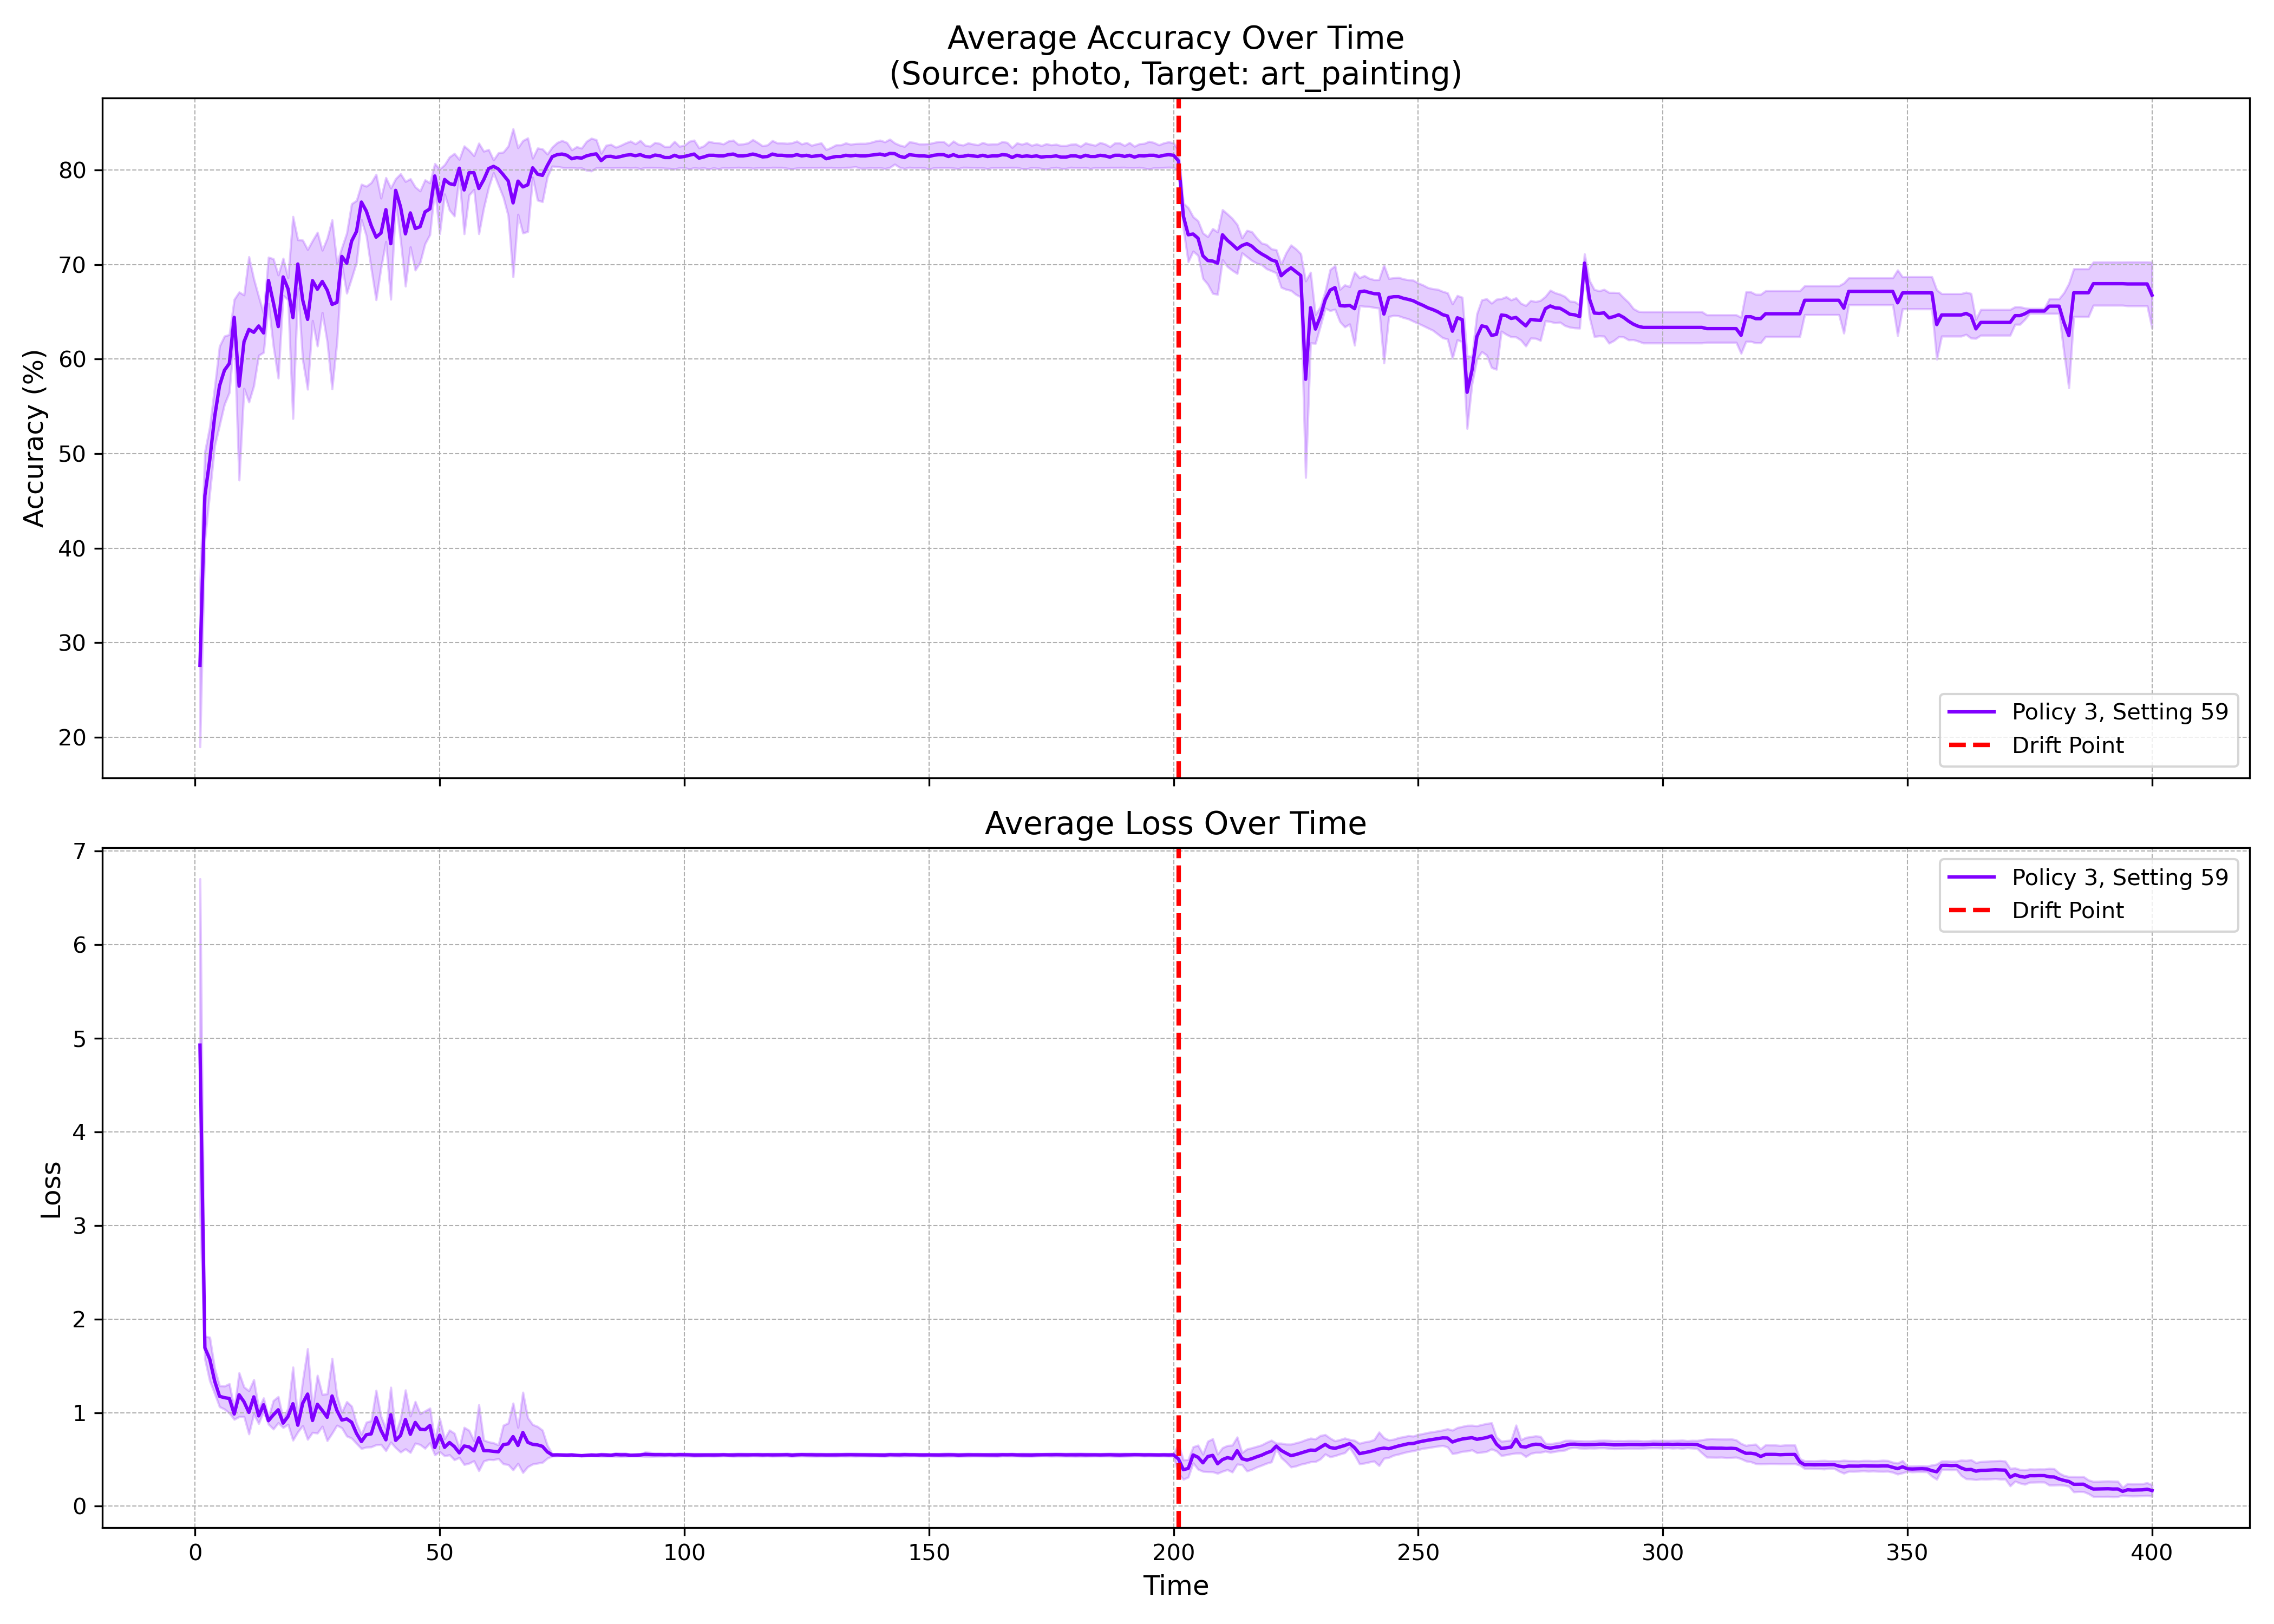 Average Accuracy Over Time
(Source: photo, Target: art_painting)
Accuracy (%)
80
70
60
50
40
30
20
Policy 3, Setting 59
Drift Point
Average Loss Over Time
Loss
7
6
5
4
3
2
1
0
Policy 3, Setting 59
Drift Point
0 50 100 150 200 250 300 350 400
Time